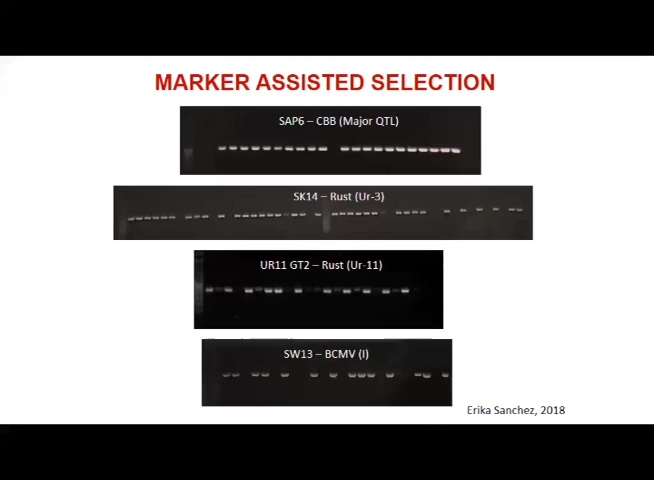 MARKER ASSISTED SELECTION
SAP6 – CBB (Major QTL)
SK14 – Rust (Ur-3)
UR11 GT2 – Rust (Ur-11)
SW13 – BCMV (I)
Erika Sanchez, 2018